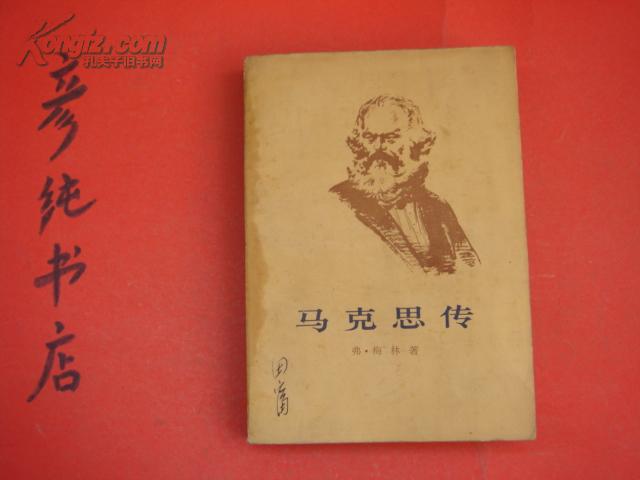 Kongfz.com
孔夫子旧书网
彦纯书店
马克思传
弗·梅林著